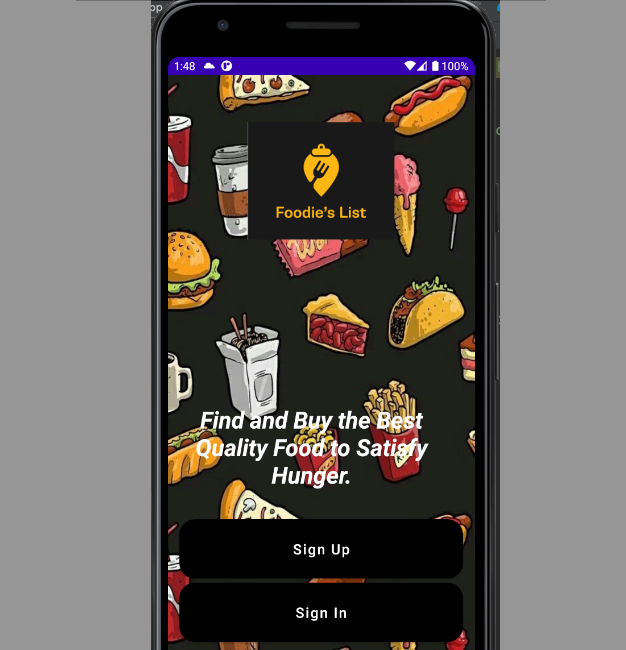 op
1:48
100%
Foodie's List
Find and Buy the Best
Quality Food to Satisfy
Hunger.
Sign Up
Sign In